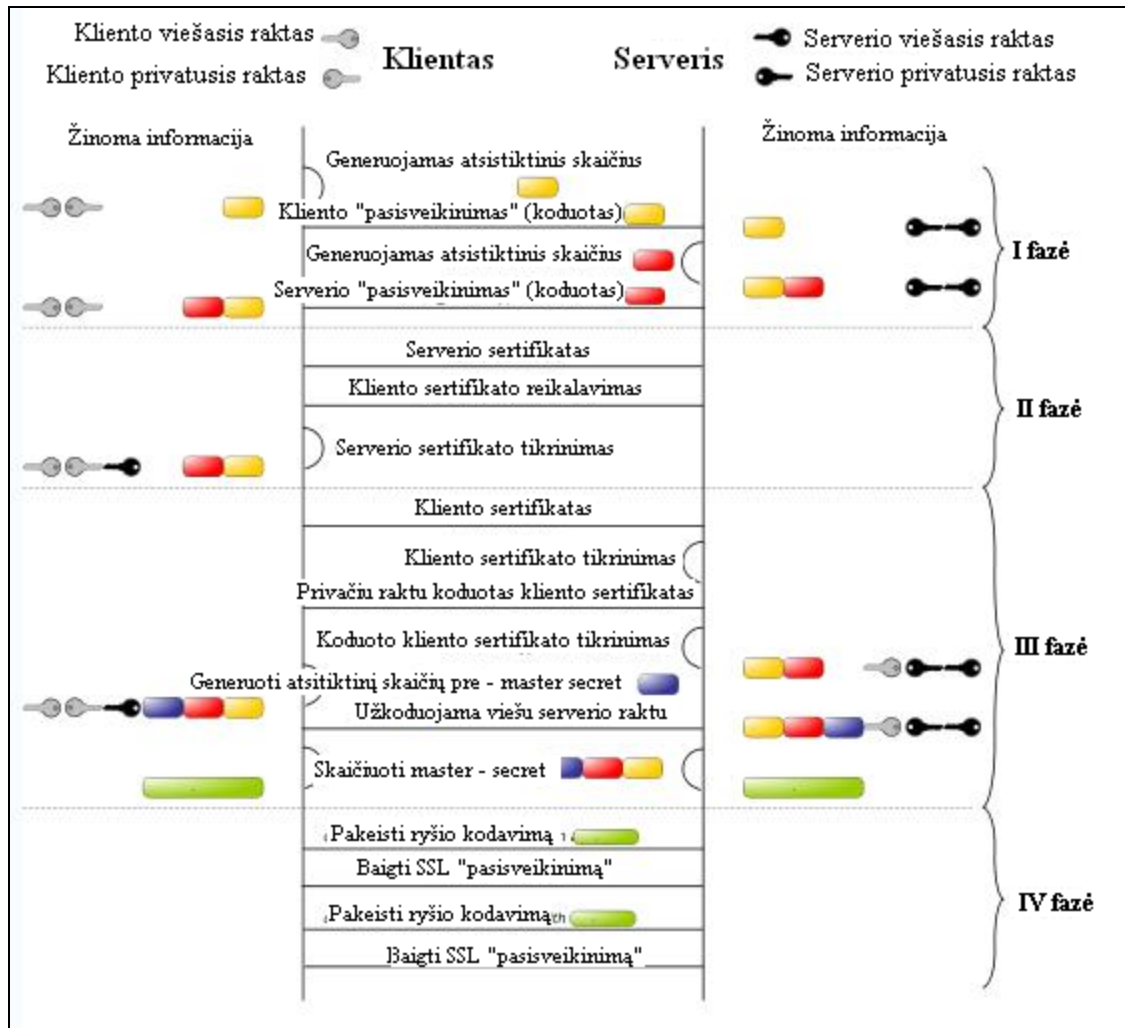 Kliento viešasis raktas
Kliento privatusis raktas
Klientas
Serveris
Serverio viešasis raktas
Serverio privatusis raktas
Žinoma informacija
Žinoma informacija
Generuojamas atsistiktinis skaičius
Kliento "pasisveikinimas" (koduotas)
Generuojamas atsistiktinis skaičius
Serverio "pasisveikinimas" (koduotas)
I fazė
Serverio sertifikatas
Kliento sertifikato reikalavimas
Serverio sertifikato tikrinimas
II fazė
Kliento sertifikatas
Kliento sertifikato tikrinimas
Privačiu raktu koduotas kliento sertifikatas
Koduoto kliento sertifikato tikrinimas
Genenuoti atsitiktinį skaičių pre - master secret
Užkoduojama viešu serverio raktu
Skaičiuoti master - secret
III fazė
Pakeisti ryšio kodavimą
Baigti SSL "pasisveikinimą"
Pakeisti ryšio kodavimą
Baigti SSL "pasisveikinimą"
IV fazė